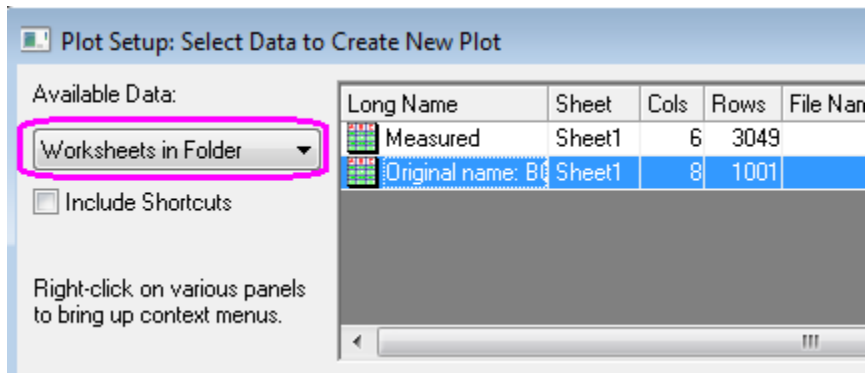 Plot Setup: Select Data to Create New Plot
Available Data:
Worksheets in Folder
Include Shortcuts
Right-click on various panels
to bring up context menus.
Long Name Sheet Cols Rows File Nam
Measured Sheet1 6 3049
Original name: B Sheet1 8 1001